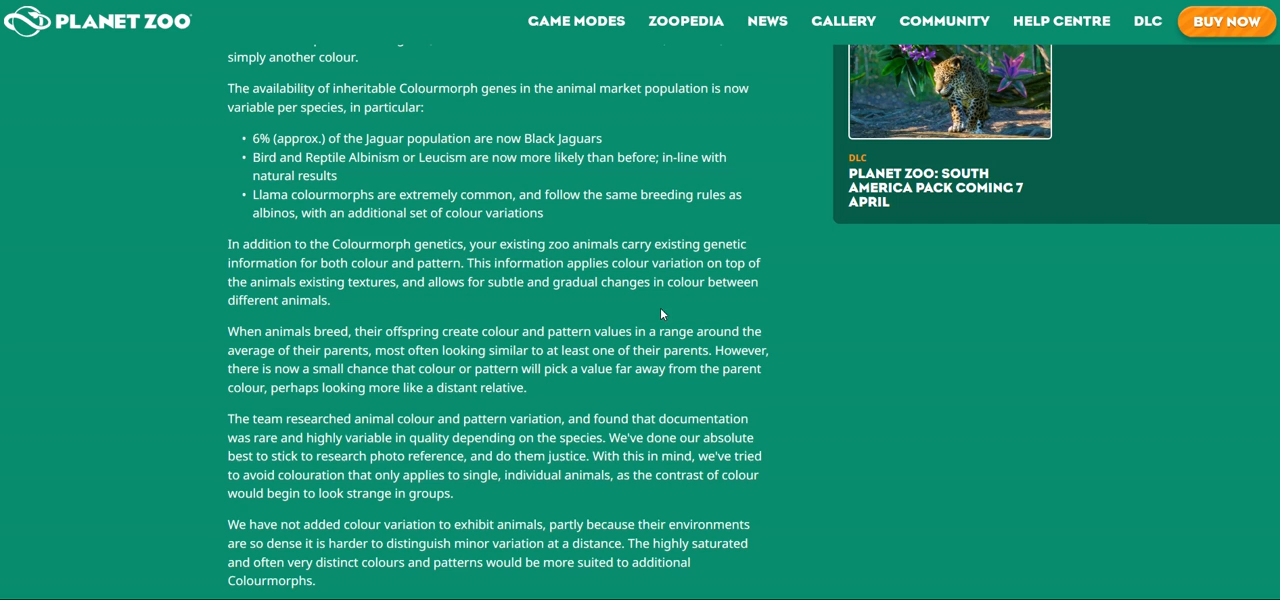 PLANET ZOO
GAME MODES ZOOPEDIA NEWS GALLERY COMMUNITY HELP CENTRE DLC BUY NOW
simply another colour.
The availability of inheritable Colourmorph genes in the animal market population is now
variable per species, in particular:
• 6% (approx.) of the Jaguar population are now Black Jaguars
• Bird and Reptile Albinism or Leucism are now more likely than before; in-line with
natural results
• Llama colourmorphs are extremely common, and follow the same breeding rules as
albinos, with an additional set of colour variations
In addition to the Colourmorph genetics, your existing zoo animals carry existing genetic
information for both colour and pattern. This information applies colour variation on top of
the animals existing textures, and allows for subtle and gradual changes in colour between
different animals.
When animals breed, their offspring create colour and pattern values in a range around the
average of their parents, most often looking similar to at least one of their parents. However,
there is now a small chance that colour or pattern will pick a value far away from the parent
colour, perhaps looking more like a distant relative.
The team researched animal colour and pattern variation, and found that documentation
was rare and highly variable in quality depending on the species. We've done our absolute
best to stick to research photo reference, and do them justice. With this in mind, we've tried
to avoid colouration that only applies to single, individual animals, as the contrast of colour
would begin to look strange in groups.
We have not added colour variation to exhibit animals, partly because their environments
are so dense it is harder to distinguish minor variation at a distance. The highly saturated
and often very distinct colours and patterns would be more suited to additional
Colourmorphs.
DLC
PLANET ZOO: SOUTH
AMERICA PACK COMING 7
APRIL